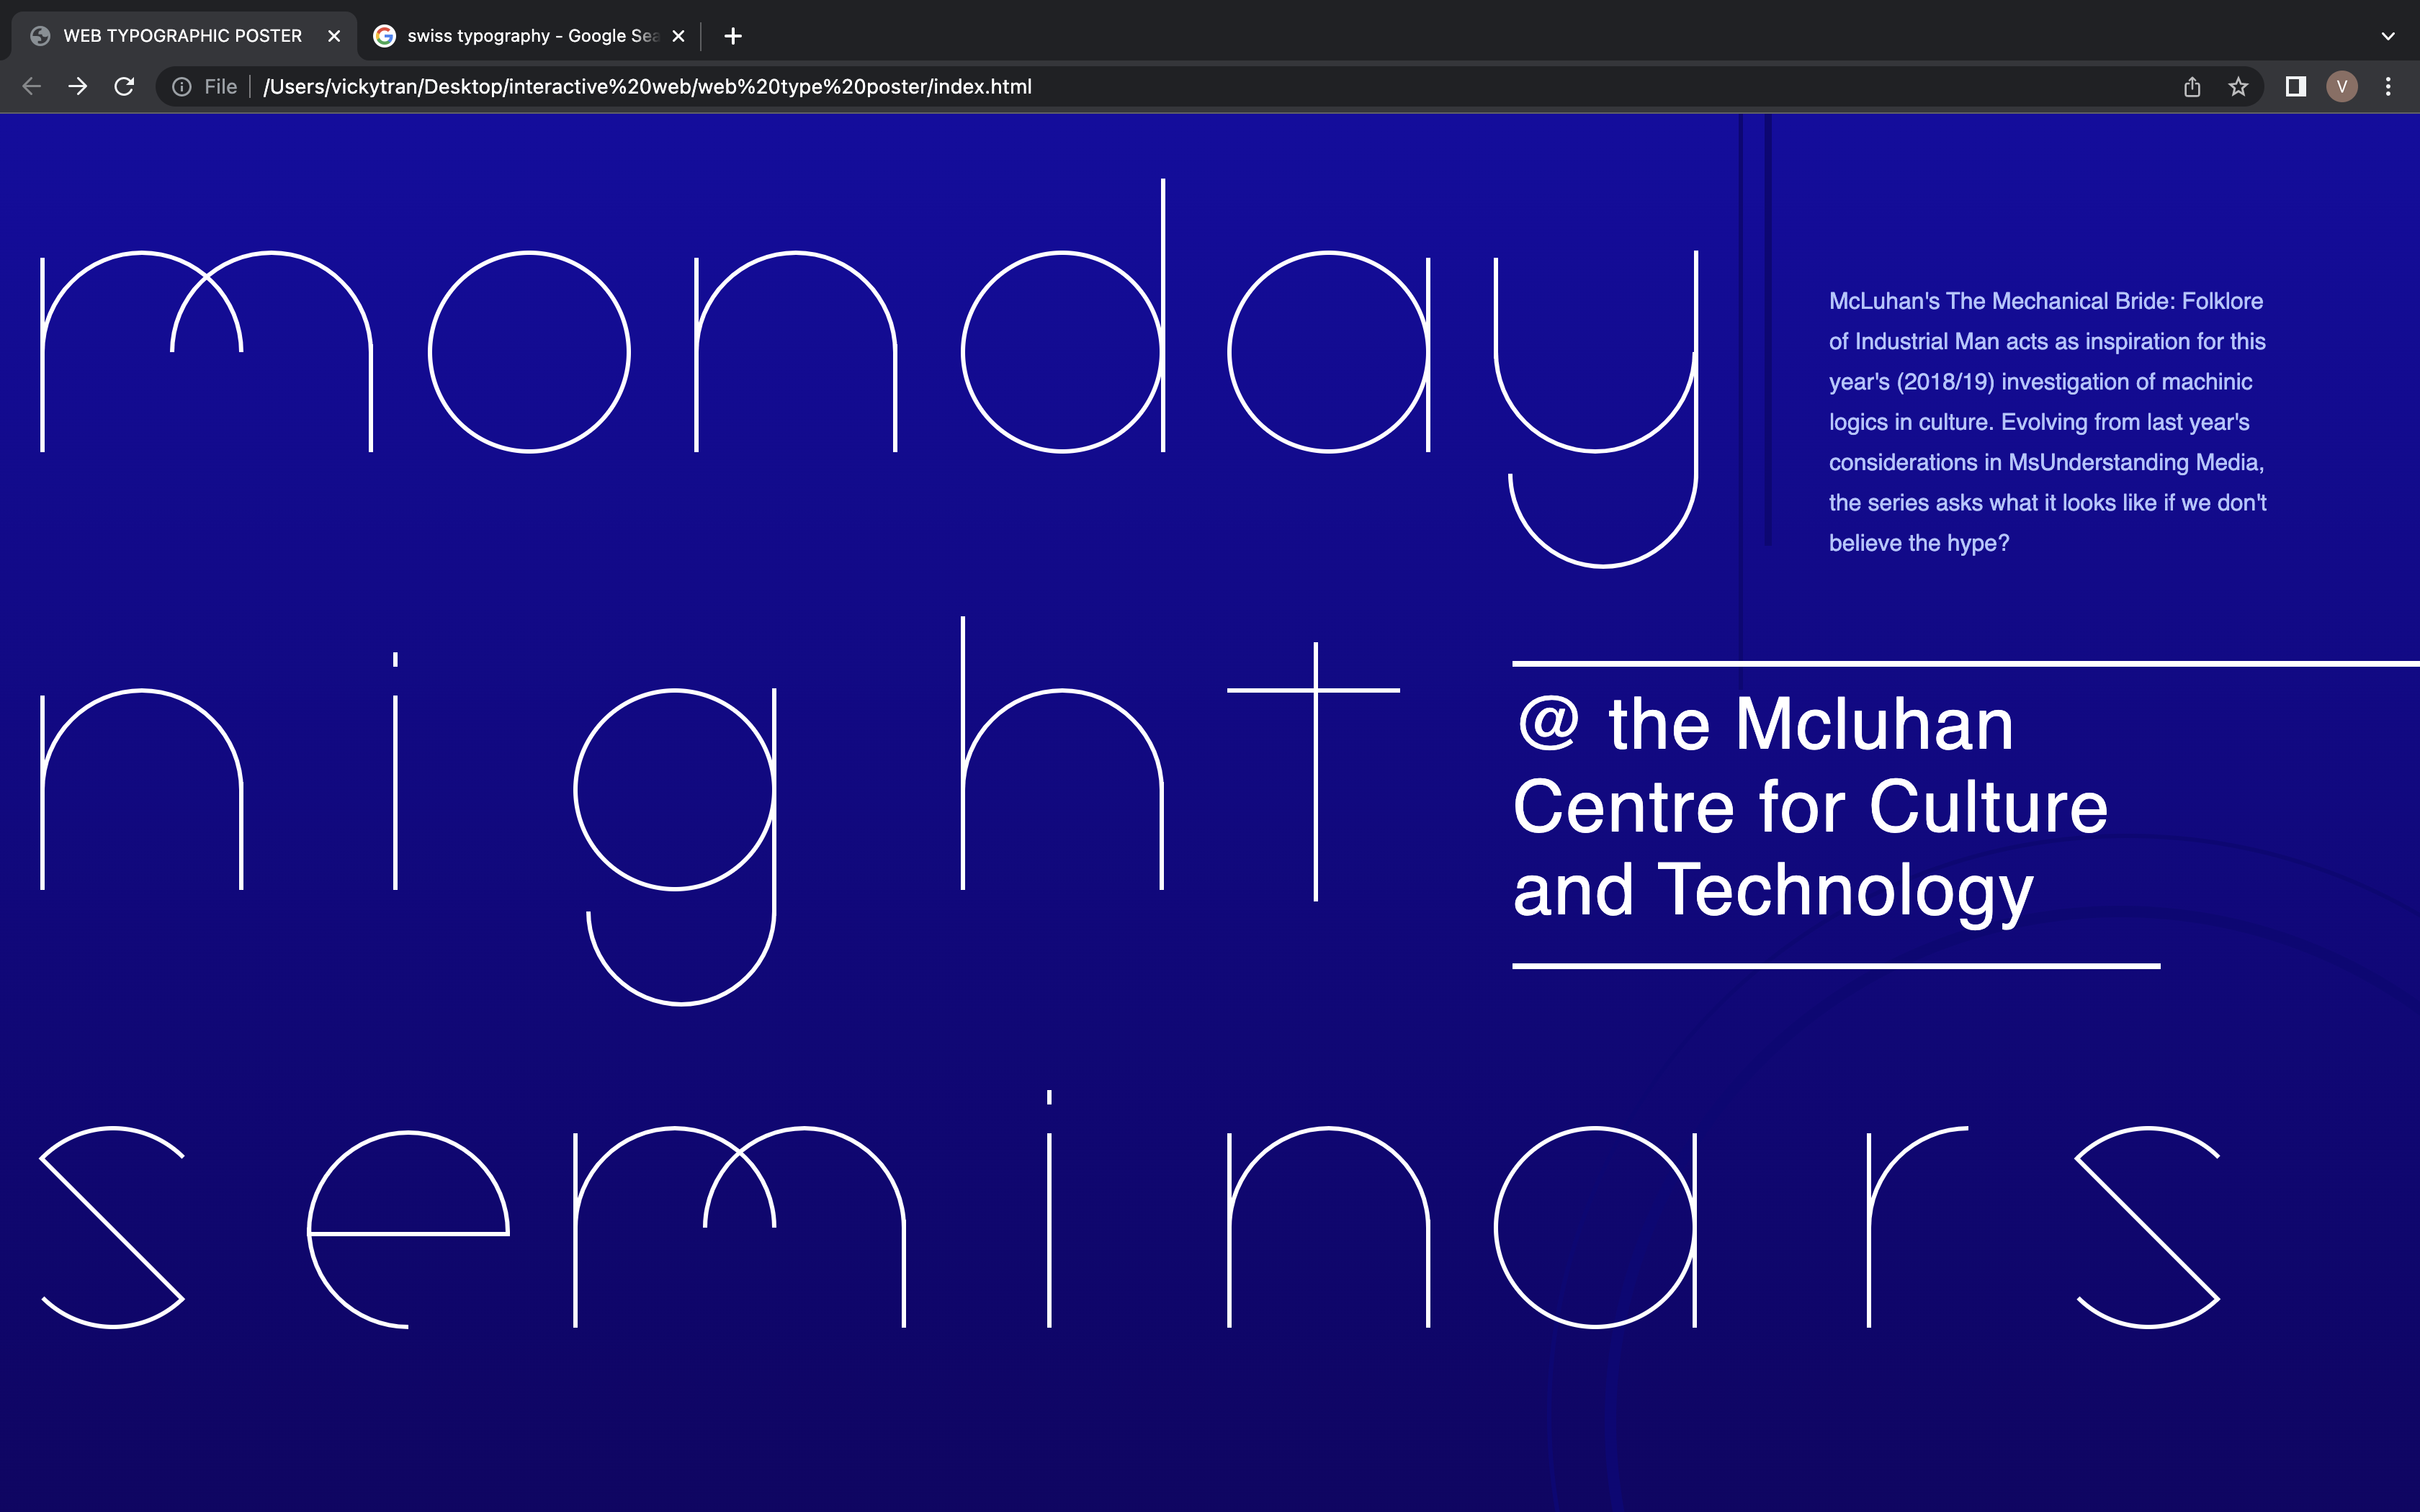 WEB TYPOGRAPHIC POSTER
swiss typography - Google Sea
File
/Users/vickytran/Desktop/interactive%20web/web%20type%20poster/index.html
V
monday
McLuhan's The Mechanical Bride: Folklore
of Industrial Man acts as inspiration for this
year's (2018/19) investigation of machinic
logics in culture. Evolving from last year's
considerations in MsUnderstanding Media,
the series asks what it looks like if we don't
believe the hype?
night
@ the Mcluhan
Centre for Culture
and Technology
seminars